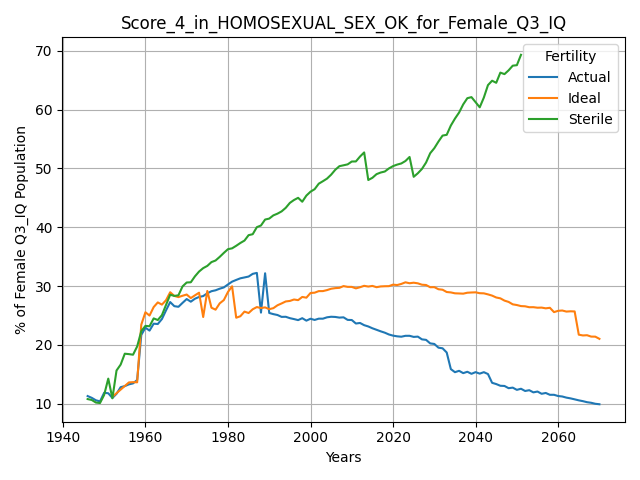 Score_4_in_HOMOSEXUAL_SEX_OK_for_Female_Q3_IQ
% of Female Q3_IQ Population
70
60
50
40
30
20
10
Fertility
Actual
Ideal
Sterile
1940 1960 1980 2000 2020 2040 2060
Years